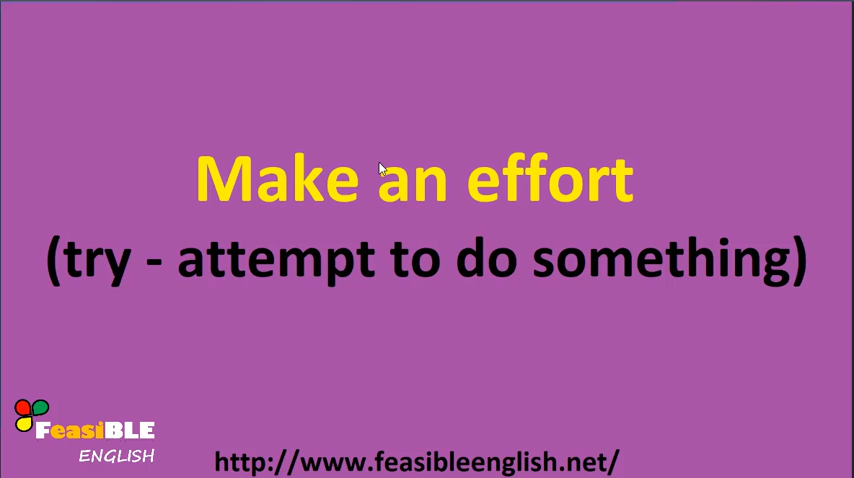 Make an effort
(try - attempt to do something)
FeasiBLE
ENGLISH
http://www.feasibleenglish.net/